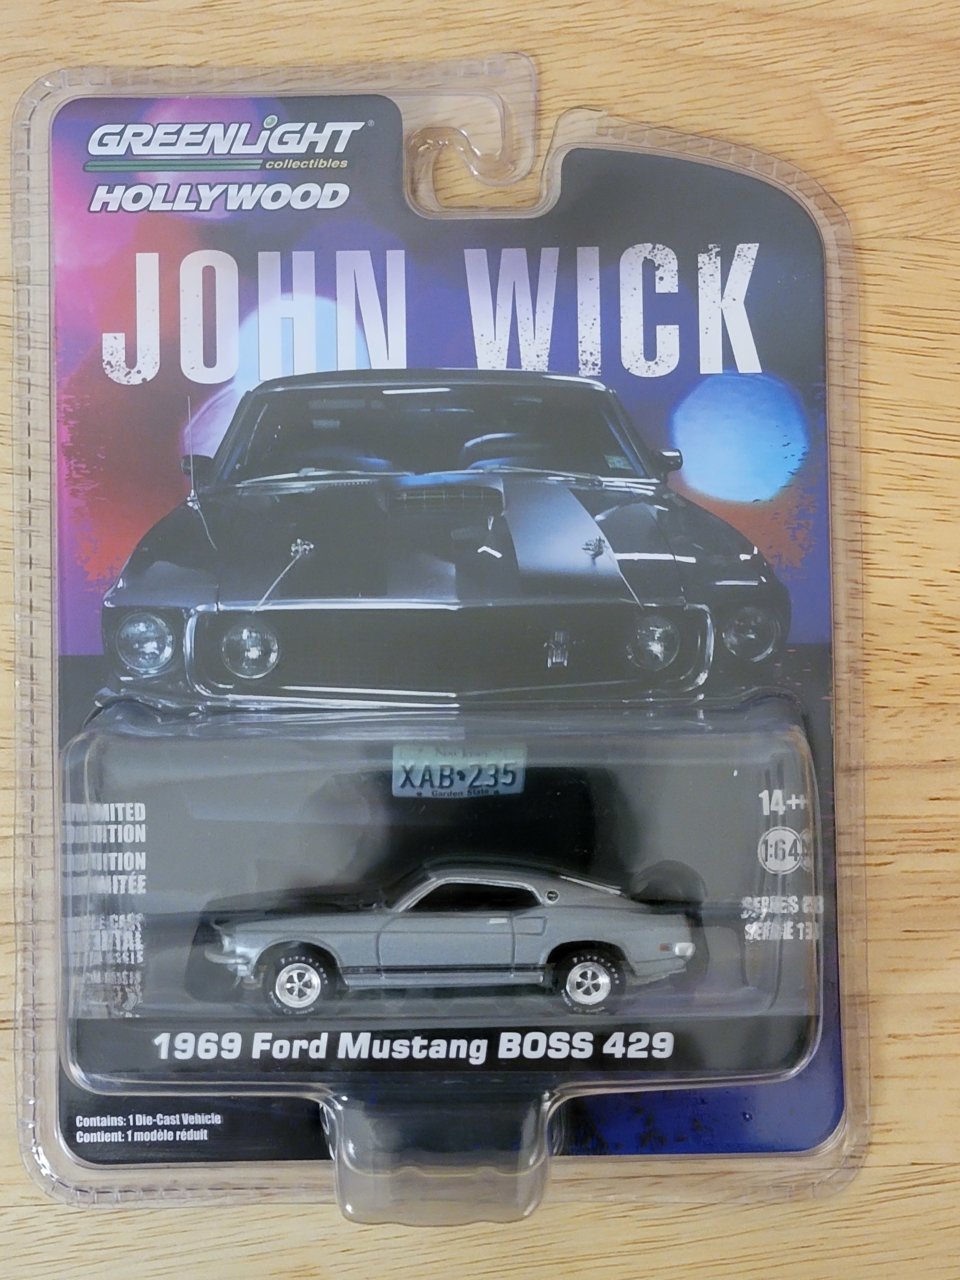 GREENLiGHT®
collectibles
HOLLYWOOD
JOHN WICK
XAB•235
Garden State
14+
1:64
1969 Ford Mustang BOSS 429
Contains: 1 Die-Cast Vehicle
Contient: 1 modèle réduit